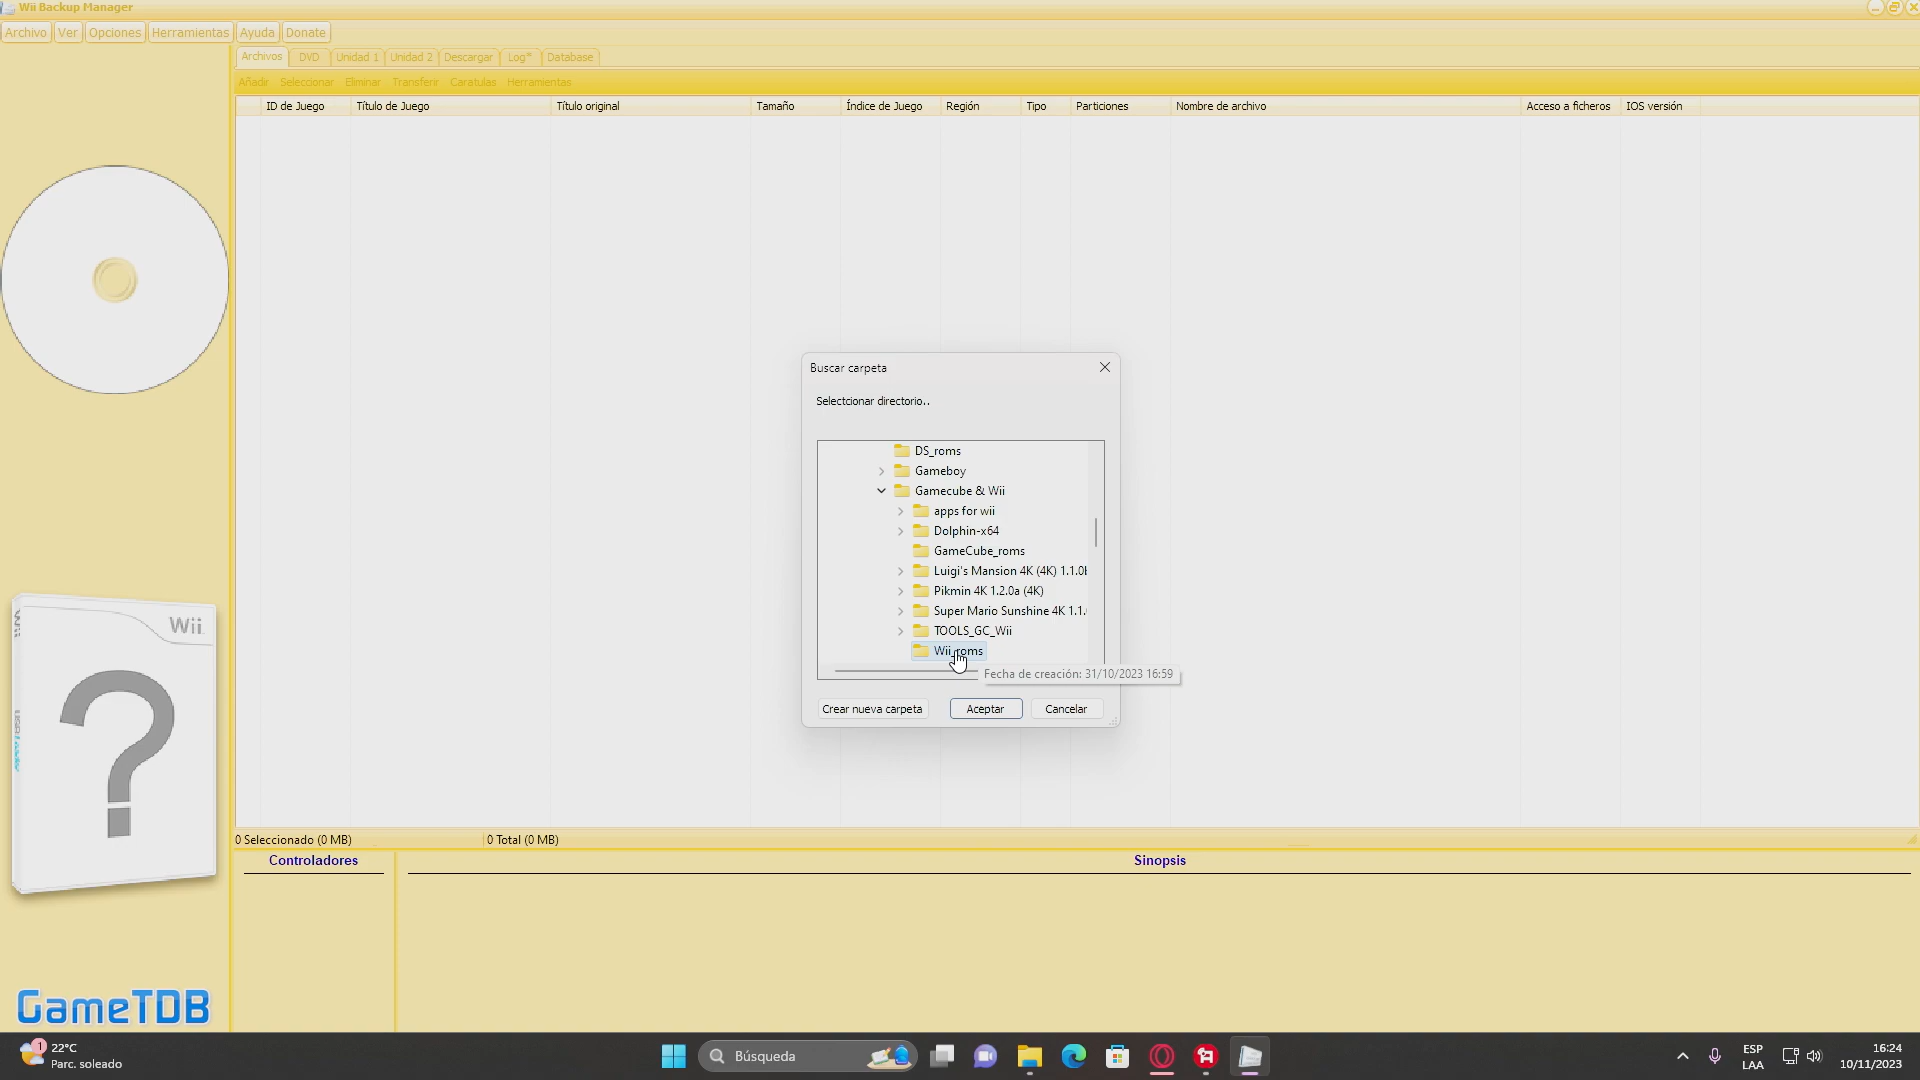 Wii Backup Manager
Archivo Ver Opciones Herramientas Ayuda Donate
Archivos DVD Unidad 1 Unidad 2 Descargar Log* Database
Añadir Seleccionar Eliminar Transferir Caratulas Herramientas
ID de Juego Título de Juego Título original Tamaño Índice de Juego Región Tipo Particiones Nombre de archivo Acceso a ficheros IOS versión
Buscar carpeta
Selectcionar directorio..
DS_roms
Gameboy
Gamecube & Wii
apps for wii
Dolphin-x64
GameCube_roms
Luigi's Mansion 4K (4K) 1.1.0
Pikmin 4K 1.2.0a (4K)
Super Mario Sunshine 4K 1.1.
TOOLS_GC_Wii
Wii_roms
Fecha de creación: 31/10/2023 16:59
Crear nueva carpeta Aceptar Cancelar
Wii
0 Seleccionado (0 MB) 0 Total (0 MB)
Controladores Sinopsis
GameTDB
1 22°C
Parc. soleado
Búsqueda
ESP
LAA
16:24
10/11/2023